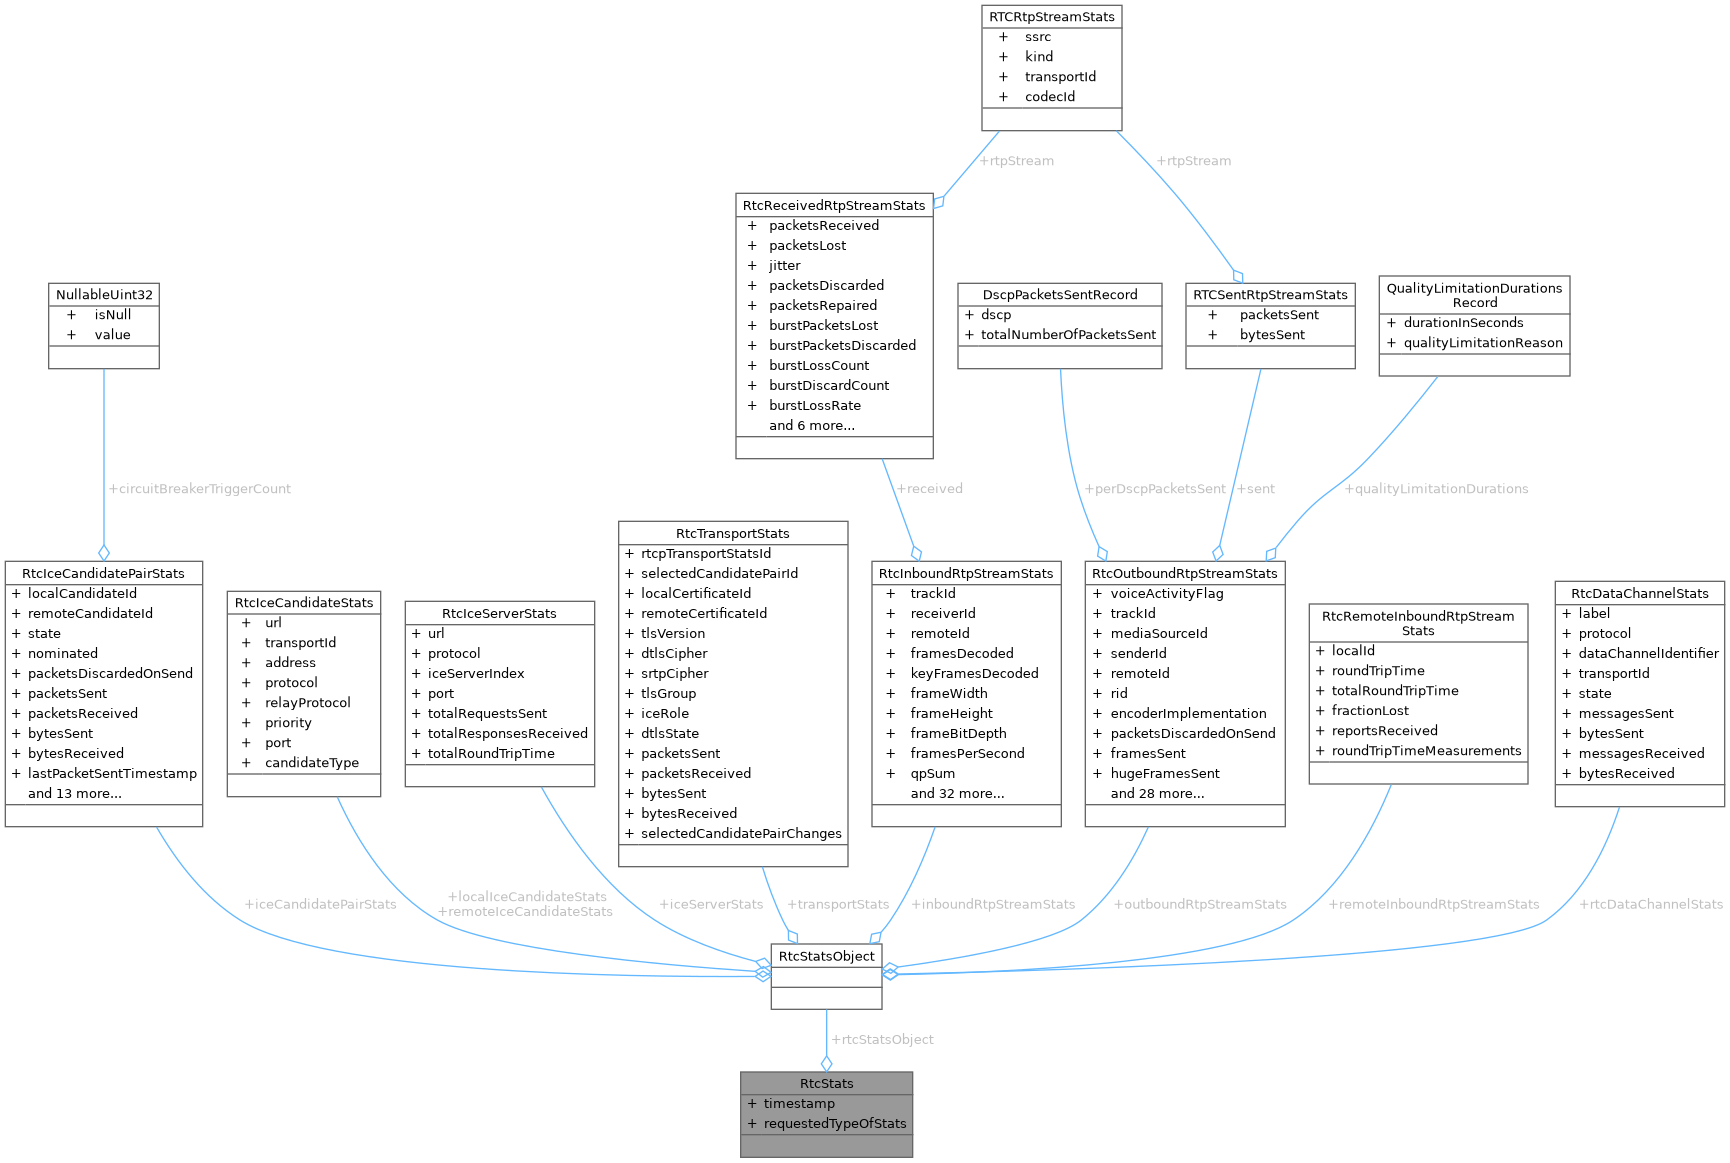 RTCRtpStreamStats
+ ssrc
+ kind
+ transportId
+ codecId
+rtpStream
+rtpStream
RtcReceivedRtpStreamStats
+ packetsReceived
+ packetsLost
+ jitter
+ packetsDiscarded
+ packetsRepaired
+ burstPacketsLost
+ burstPacketsDiscarded
+ burstLossCount
+ burstDiscardCount
+ burstLossRate
and 6 more...
NullableUint32
+ isNull
+ value
DscpPacketsSentRecord
+ dscp
+ totalNumberOfPacketsSent
RTCSentRtpStreamStats
+ packetsSent
+ bytesSent
QualityLimitationDurations
Record
+ durationInSeconds
+ qualityLimitationReason
+circuitBreakerTriggerCount
+received
+perDscpPacketsSent
+sent
+qualityLimitationDurations
RtcIceCandidatePairStats
+ localCandidateId
+ remoteCandidateId
+ state
+ nominated
+ packetsDiscardedOnSend
+ packetsSent
+ packetsReceived
+ bytesSent
+ bytesReceived
+ lastPacketSentTimestamp
and 13 more...
RtcIceCandidateStats
+ url
+ transportId
+ address
+ protocol
+ relayProtocol
+ priority
+ port
+ candidateType
RtcIceServerStats
+ url
+ protocol
+ iceServerIndex
+ port
+ totalRequestsSent
+ totalResponsesReceived
+ totalRoundTripTime
RtcTransportStats
+ rtcpTransportStatsId
+ selectedCandidatePairId
+ localCertificateId
+ remoteCertificateId
+ tlsVersion
+ dtlsCipher
+ srtpCipher
+ tlsGroup
+ iceRole
+ dtlsState
+ packetsSent
+ packetsReceived
+ bytesSent
+ bytesReceived
+ selectedCandidatePairChanges
RtcInboundRtpStreamStats
+ trackId
+ receiverId
+ remoteId
+ framesDecoded
+ keyFramesDecoded
+ frameWidth
+ frameHeight
+ frameBitDepth
+ framesPerSecond
+ qpSum
and 32 more...
RtcOutboundRtpStreamStats
+ voiceActivityFlag
+ trackId
+ mediaSourceId
+ senderId
+ remoteId
+ rid
+ encoderImplementation
+ packetsDiscardedOnSend
+ framesSent
+ hugeFramesSent
and 28 more...
RtcRemoteInboundRtpStream
Stats
+ localId
+ roundTripTime
+ totalRoundTripTime
+ fractionLost
+ reportsReceived
+ roundTripTimeMeasurements
RtcDataChannelStats
+ label
+ protocol
+ dataChannelIdentifier
+ transportId
+ state
+ messagesSent
+ bytesSent
+ messagesReceived
+ bytesReceived
+iceCandidatePairStats
+localIceCandidateStats
+remoteIceCandidateStats
+iceServerStats
+transportStats
+inboundRtpStreamStats
+outboundRtpStreamStats
+remoteInboundRtpStreamStats
+rtcDataChannelStats
RtcStatsObject
+rtcStatsObject
RtcStats
+ timestamp
+ requestedTypeOfStats